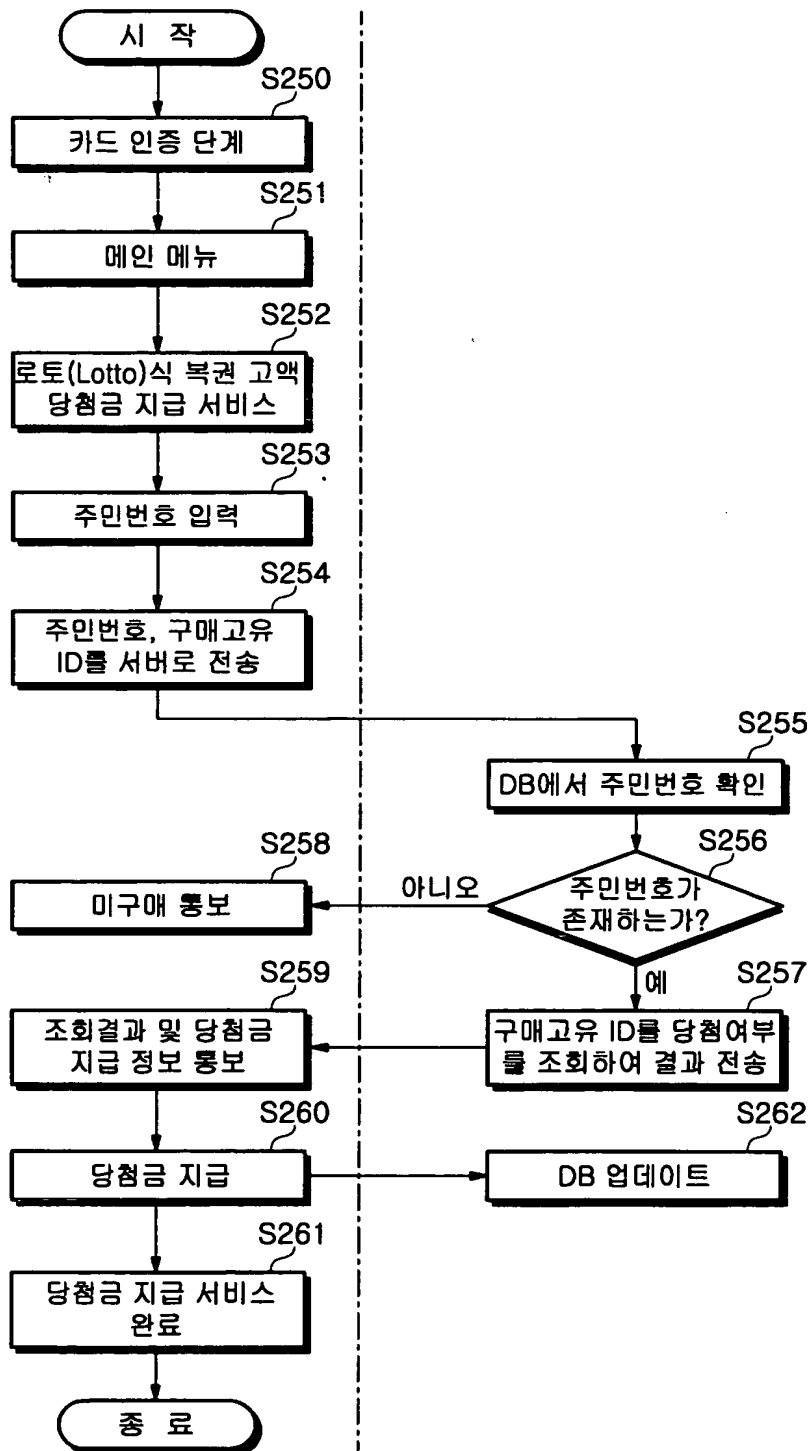 시 작
S250
카드 인증 단계
S251
메인 메뉴
S252
로토(Lotto)식 복권 고액
당첨금 지급 서비스
S253
주민번호 입력
S254
주민번호, 구매고유
ID를 서버로 전송
S255
DB에서 주민번호 확인
S256
주민번호가
존재하는가?
아니오
S258
미구매 통보
예
S257
구매고유 ID를 당첨여부
를 조회하여 결과 전송
S259
조회결과 및 당첨금
지급 정보 통보
S260
당첨금 지급
S262
DB 업데이트
S261
당첨금 지급 서비스
완료
종 료